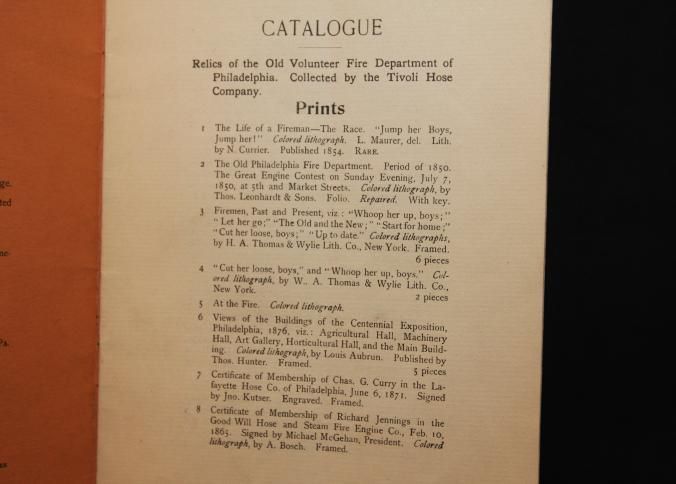 CATALOGUE
Relics of the Old Volunteer Fire Department of
Philadelphia. Collected by the Tivoli Hose
Company.
Prints
1 The Life of a Fireman—The Race. "Jump her Boys,
Jump her!" Colored lithograph. L. Maurer, del. Lith.
by N. Currier. Published 1854. RARE.
2 The Old Philadelphia Fire Department. Period of 1850.
The Great Engine Contest on Sunday Evening, July 7,
1850, at 5th and Market Streets. Colored lithograph, by
Thos. Leonhardt & Sons. Folio. Repaired. With key.
3 Firemen, Past and Present, viz.: "Whoop her up, boys;"
"Let her go;" "The Old and the New;" "Start for home;"
"Cut her loose, boys;" "Up to date." Colored lithographs,
by H. A. Thomas & Wylie Lith. Co., New York. Framed.
6 pieces
4 "Cut her loose, boys," and "Whoop her up, boys." Col-
ored lithograph, by W.. A. Thomas & Wylie Lith. Co.,
New York.
2 pieces
5 At the Fire. Colored lithograph.
6 Views of the Buildings of the Centennial Exposition,
Philadelphia, 1876, viz.: Agricultural Hall, Machinery
Hall, Art Gallery, Horticultural Hall, and the Main Build-
ing. Colored lithograph, by Louis Aubrun. Published by
Thos. Hunter. Framed.
5 pieces
7 Certificate of Membership of Chas. G. Curry in the La-
fayette Hose Co. of Philadelphia, June 6, 1871. Signed
by Jno. Kutser. Engraved. Framed.
8 Certificate of Membership of Richard Jennings in the
Good Will Hose and Steam Fire Engine Co., Feb. 10,
1865. Signed by Michael McGehan, President. Colored
lithograph, by A. Bosch. Framed.